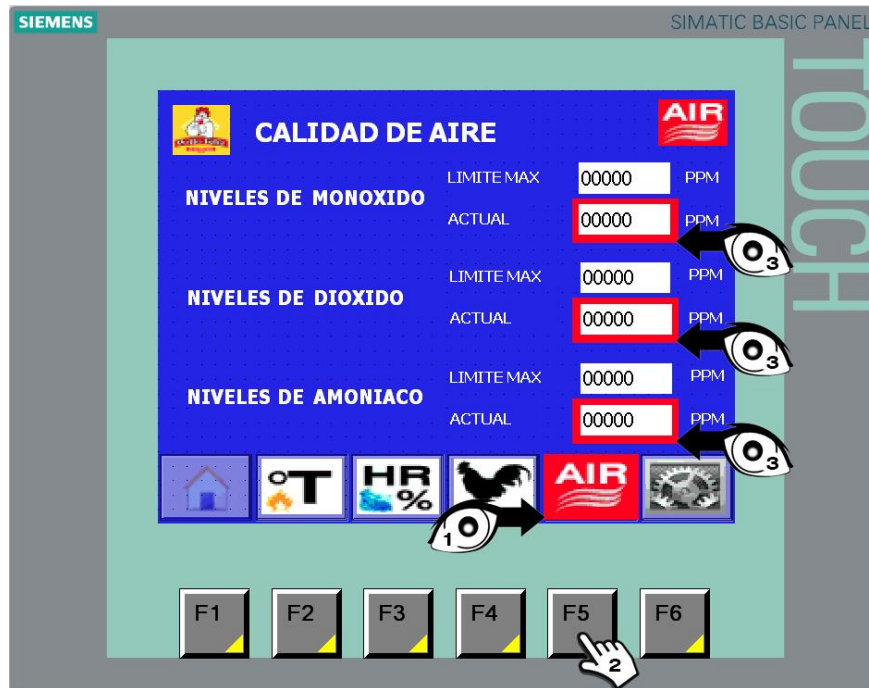 SIEMENS
SIMATIC BASIC PANEL
TOUCH
CALIDAD DE AIRE
AIR
NIVELES DE MONOXIDO
LIMITE MAX 00000 PPM
ACTUAL 00000 PPM
3
NIVELES DE DIOXIDO
LIMITE MAX 00000 PPM
ACTUAL 00000 PPM
3
NIVELES DE AMONIACO
LIMITE MAX 00000 PPM
ACTUAL 00000 PPM
3
°T HR % AIR
1
F1 F2 F3 F4 F5 F6
2